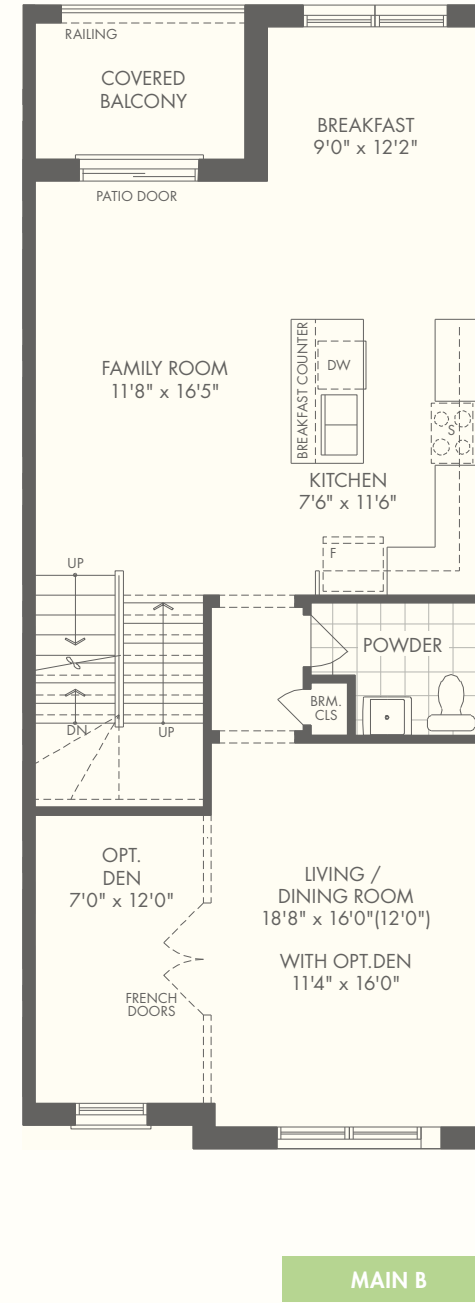 RAILING
COVERED
BALCONY
BREAKFAST
9'0" x 12'2"
PATIO DOOR
FAMILY ROOM
11'8" x 16'5"
BREAKFAST COUNTER
DW
S
KITCHEN
7'6" x 11'6"
F
UP
DN
UP
POWDER
BRM.
CLS
OPT.
DEN
7'0" x 12'0"
LIVING /
DINING ROOM
18'8" x 16'0"(12'0")
WITH OPT.DEN
11'4" x 16'0"
FRENCH
DOORS
MAIN B